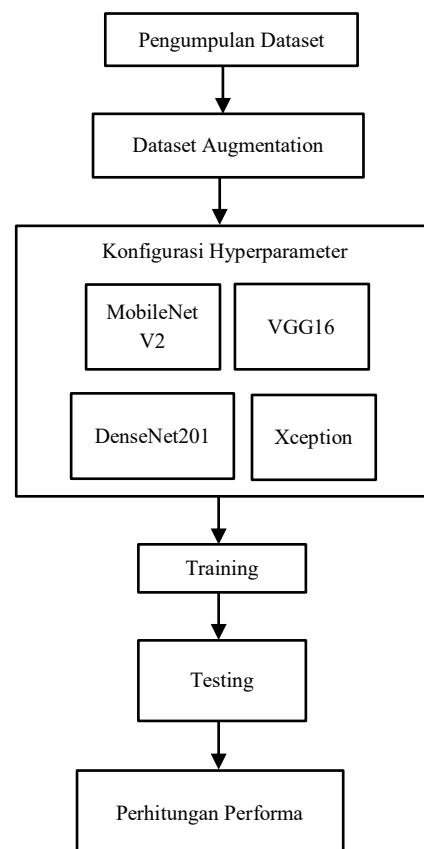 Pengumpulan Dataset
Dataset Augmentation
Konfigurasi Hyperparameter
MobileNet
V2
VGG16
DenseNet201
Xception
Training
Testing
Perhitungan Performa